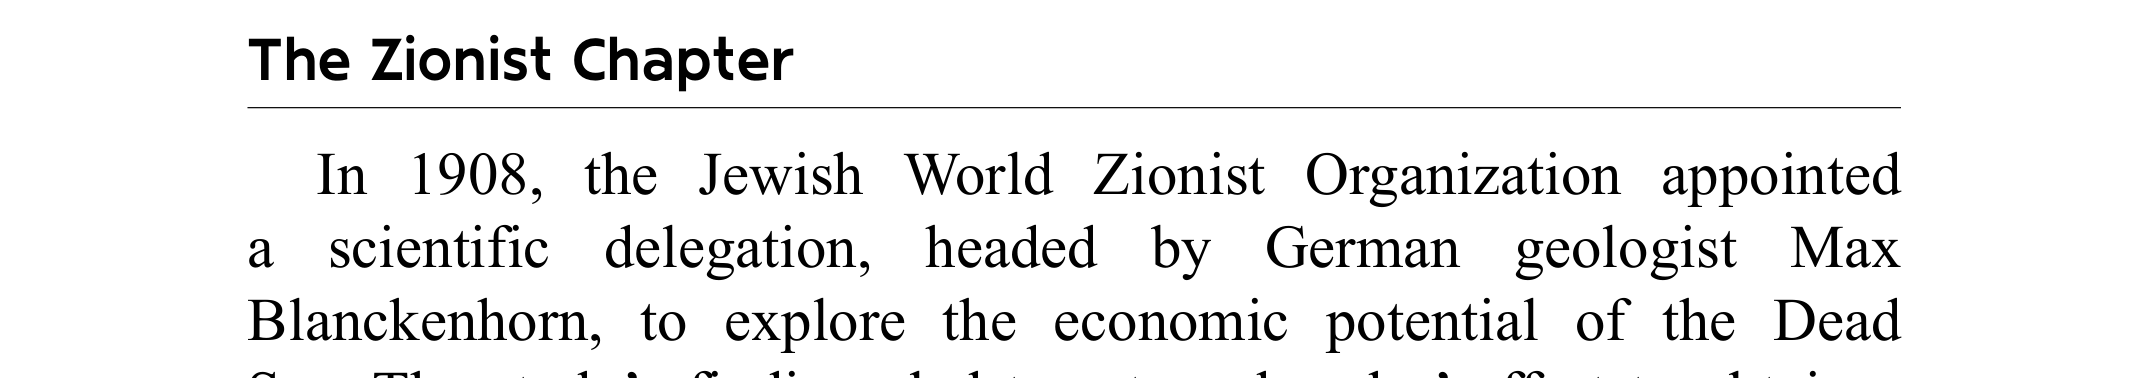 The Zionist Chapter
In 1908, the Jewish World Zionist Organization appointed
a scientific delegation, headed by German geologist Max
Blanckenhorn, to explore the economic potential of the Dead